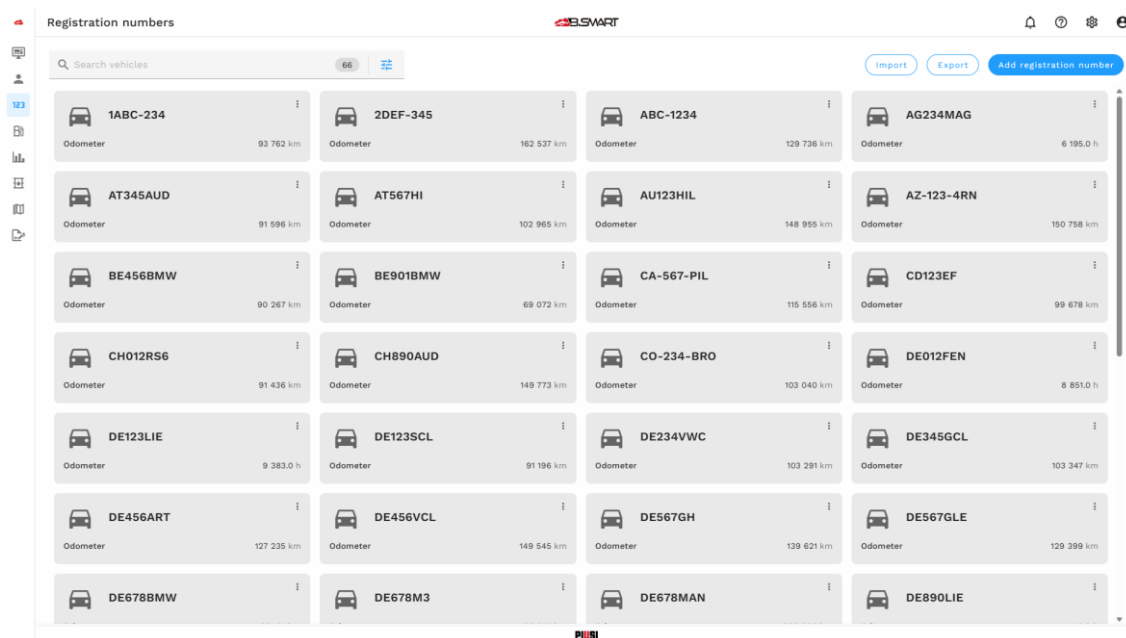 Registration numbers
B.SMART
Search vehicles 66
Import Export Add registration number
123
1ABC-234 2DEF-345 ABC-1234 AG234MAG
Odometer 93 762 km Odometer 162 537 km Odometer 129 736 km Odometer 6 195.0 h
AT345AUD AT567HI AU123HIL AZ-123-4RN
Odometer 91 596 km Odometer 102 965 km Odometer 148 955 km Odometer 150 758 km
BE456BMW BE901BMW CA-567-PIL CD123EF
Odometer 90 267 km Odometer 69 072 km Odometer 115 556 km Odometer 99 678 km
CH012RS6 CH890AUD CO-234-BRO DE012FEN
Odometer 91 436 km Odometer 149 773 km Odometer 103 040 km Odometer 8 851.0 h
DE123LIE DE123SCL DE234VWC DE345GCL
Odometer 9 383.0 h Odometer 91 196 km Odometer 103 291 km Odometer 103 347 km
DE456ART DE456VCL DE567GH DE567GLE
Odometer 127 235 km Odometer 149 545 km Odometer 139 621 km Odometer 129 399 km
DE678BMW DE678M3 DE678MAN DE890LIE
PIUSI